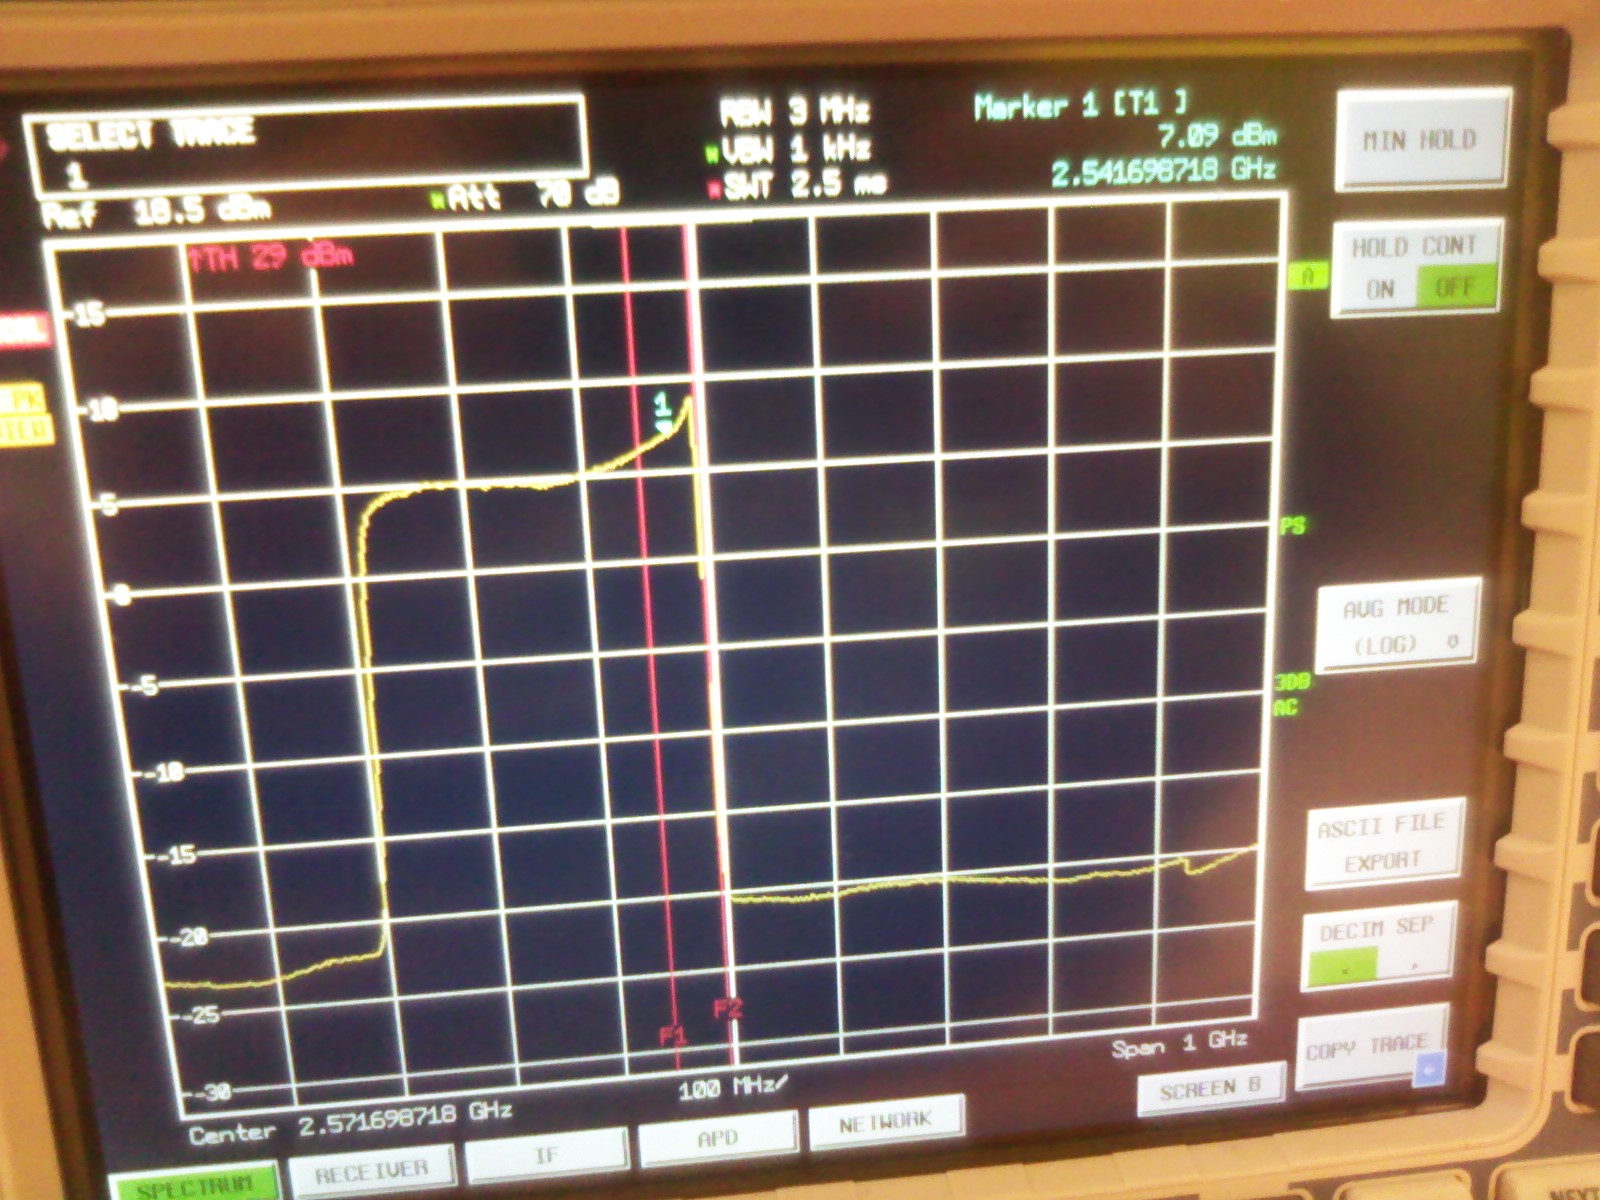 SELECT TRACE
1
RBW 3 MHz
VBW 1 kHz
SWT 2.5 ms
Marker 1 [T1 ]
7.09 dBm
2.541698718 GHz
Ref 18.5 dBm
Att 70 dB
TH 29 dBm
15
10
5
0
-5
-10
-15
-20
-25
-30
1
F1
F2
A
PS
3DB
AC
Center 2.571698718 GHz
100 MHz/
Span 1 GHz
MIN HOLD
HOLD CONT
ON OFF
AVG MODE
(LOG)
ASCII FILE
EXPORT
DECIM SEP
COPY TRACE
SCREEN B
SPECTRUM
RECEIVER
IF
APD
NETWORK